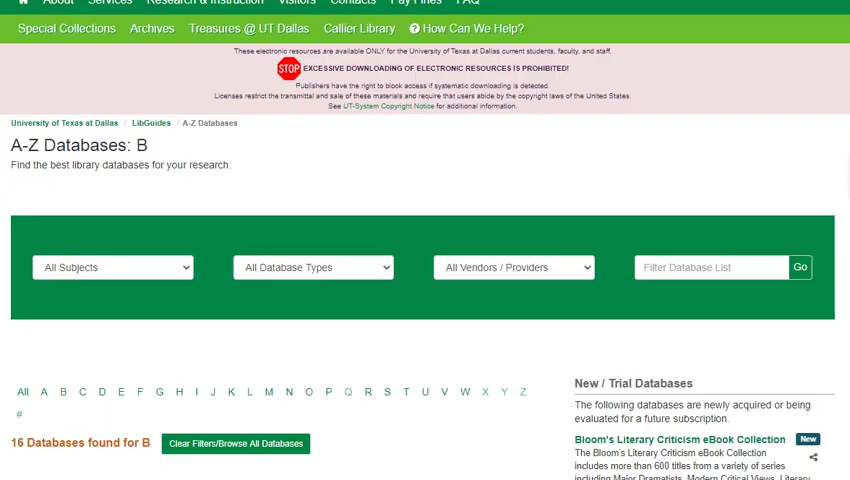 About Services Research & Instruction Visitors Contacts Pay Fines FAQ
Special Collections Archives Treasures @ UT Dallas Callier Library How Can We Help?
These electronic resources are available ONLY for the University of Texas at Dallas current students, faculty, and staff.
STOP EXCESSIVE DOWNLOADING OF ELECTRONIC RESOURCES IS PROHIBITED!
Publishers have the right to block access if systematic downloading is detected.
Licenses restrict the transmittal and sale of these materials and require that users abide by the copyright laws of the United States.
See UT-System Copyright Notice for additional information.
University of Texas at Dallas / LibGuides / A-Z Databases
A-Z Databases: B
Find the best library databases for your research.
All Subjects
All Database Types
All Vendors / Providers
Filter Database List
Go
All A B C D E F G H I J K L M N O P Q R S T U V W X Y Z
#
16 Databases found for B
Clear Filters/Browse All Databases
New / Trial Databases
The following databases are newly acquired or being
evaluated for a future subscription.
Bloom's Literary Criticism eBook Collection New
The Bloom's Literary Criticism eBook Collection
includes more than 600 titles from a variety of series
including Major Dramatists, Modern Critical Views, Literary